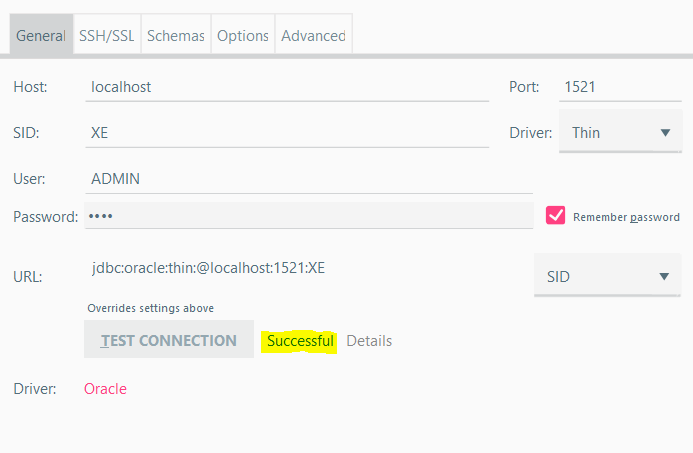 General SSH/SSL Schemas Options Advanced
Host: localhost Port: 1521
SID: XE Driver: Thin
User: ADMIN
Password: •••• Remember password
URL: jdbc:oracle:thin:@localhost:1521:XE SID
Overrides settings above
TEST CONNECTION Successful Details
Driver: Oracle